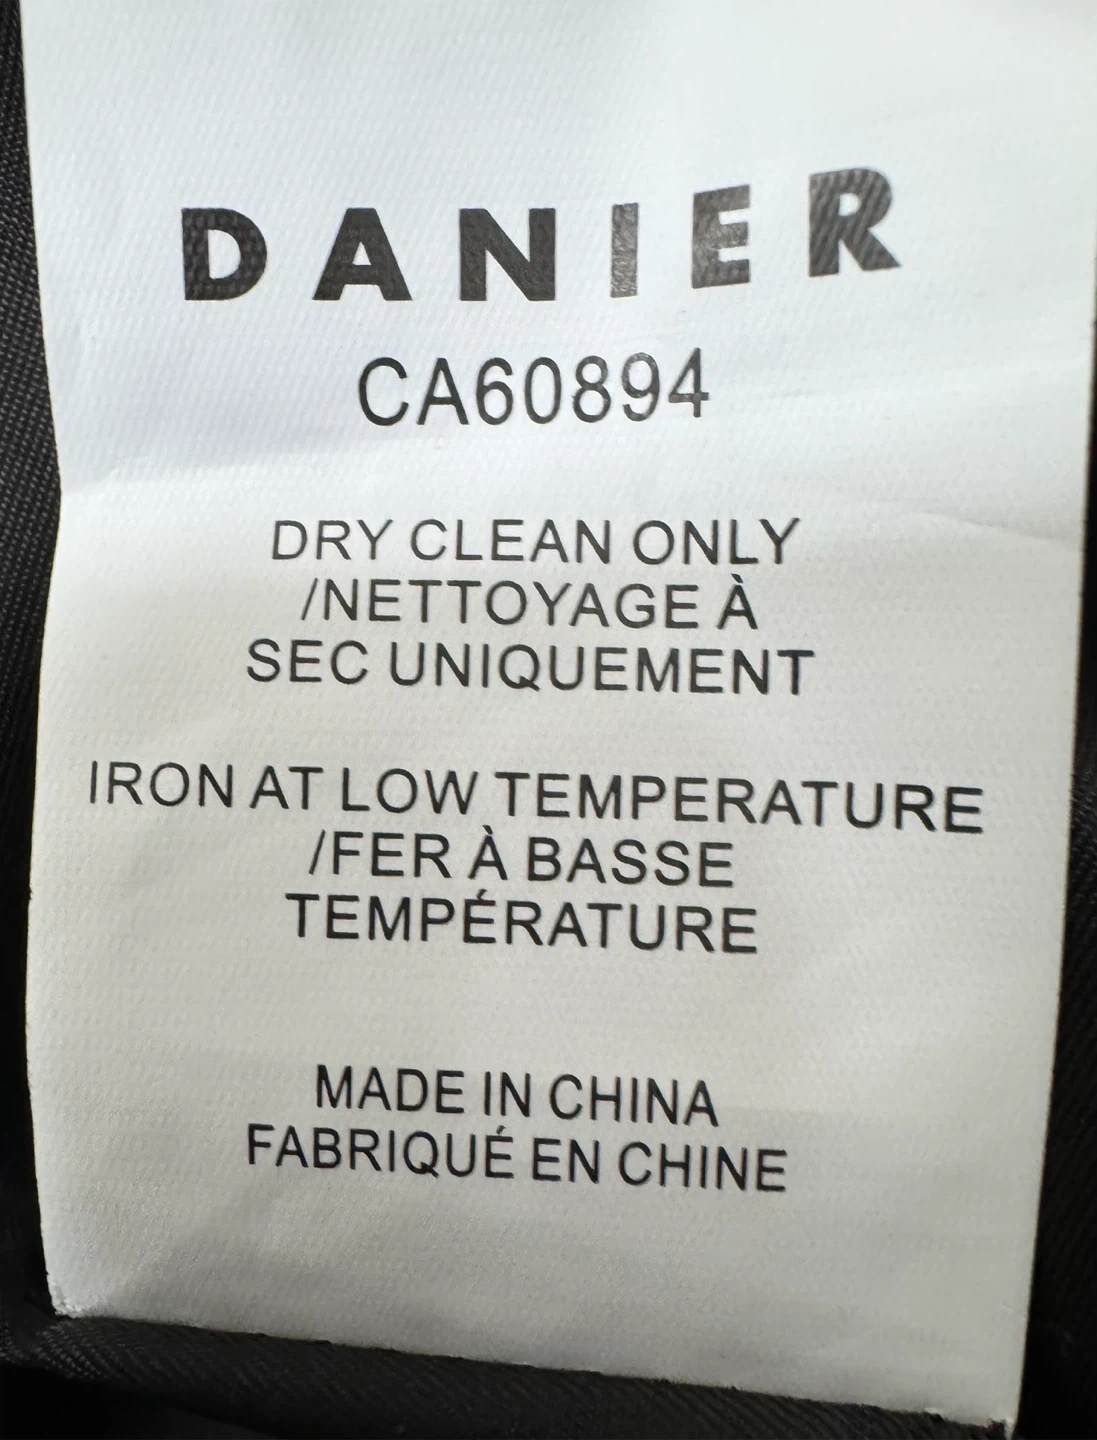 DANIER
CA60894
DRY CLEAN ONLY
/NETTOYAGE À
SEC UNIQUEMENT
IRON AT LOW TEMPERATURE
/FER À BASSE
TEMPÉRATURE
MADE IN CHINA
FABRIQUÉ EN CHINE